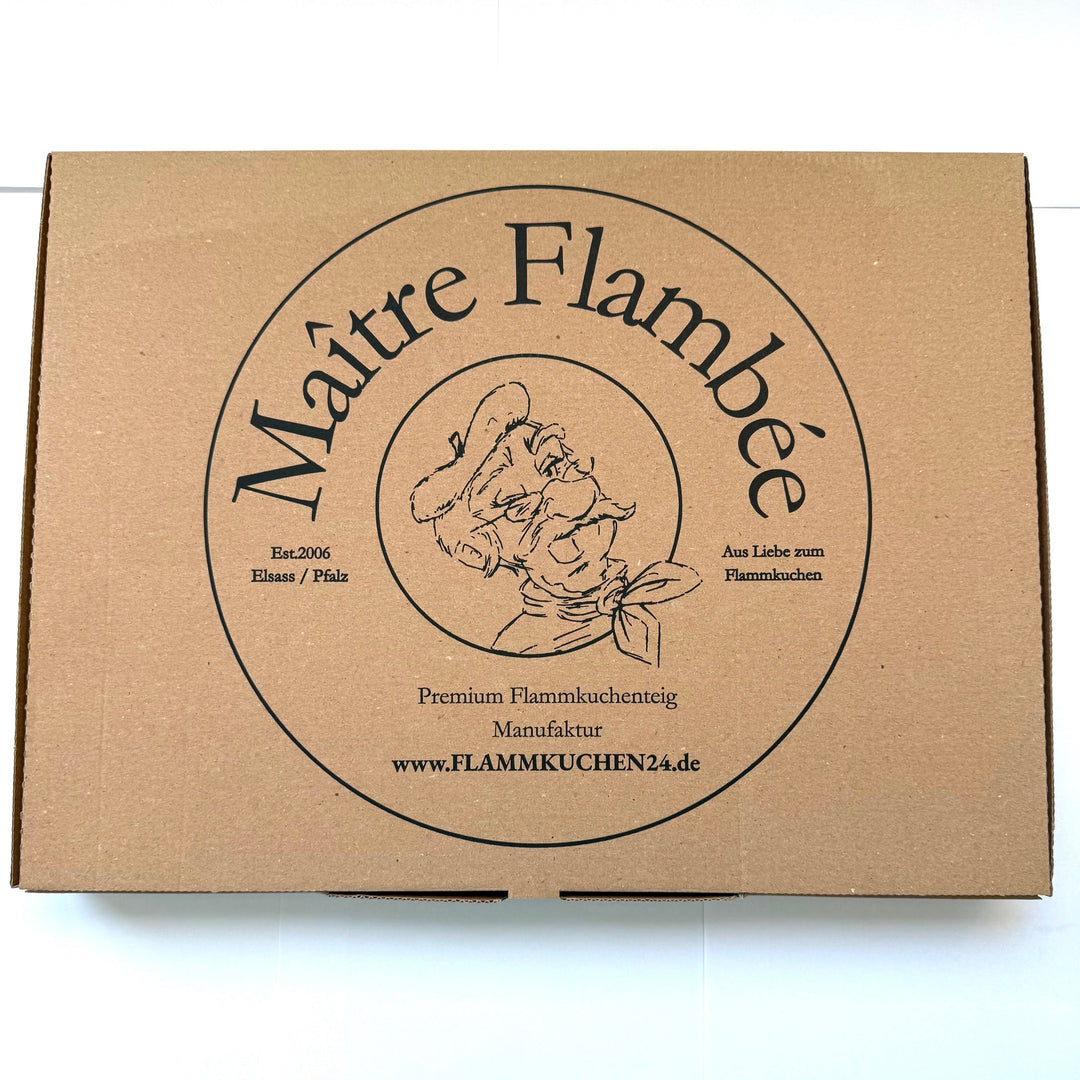 Maître Flambée
Est.2006
Elsass / Pfalz
Aus Liebe zum
Flammkuchen
Premium Flammkuchenteig
Manufaktur
www.FLAMMKUCHEN24.de